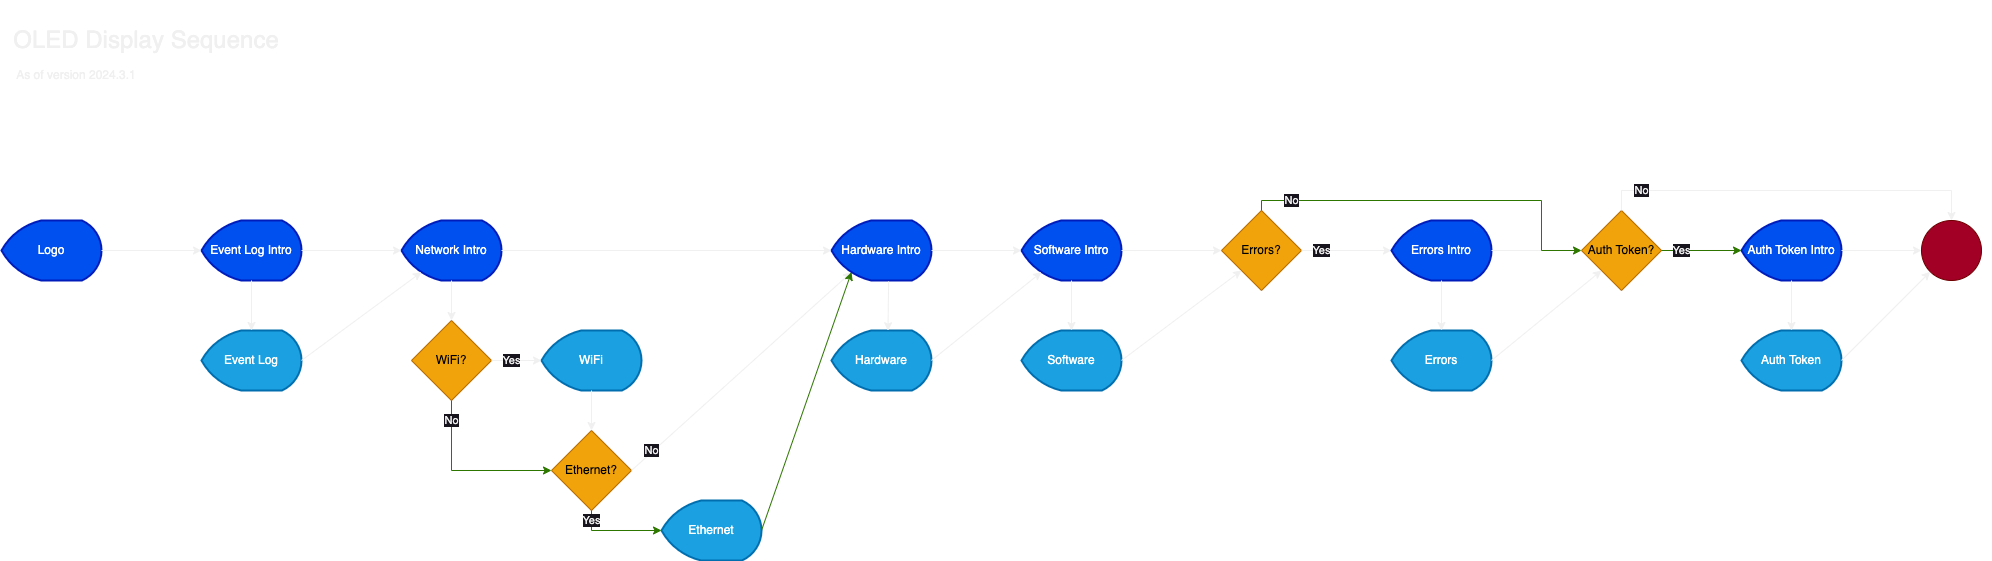 OLED Display Sequence
As of version 2024.3.1
No
No
Logo
Event Log Intro
Network Intro
Hardware Intro
Software Intro
Errors?
Yes
Errors Intro
Auth Token?
Yes
Auth Token Intro
Event Log
WiFi?
Yes
WiFi
Hardware
Software
Errors
Auth Token
No
No
Ethernet?
Yes
Ethernet